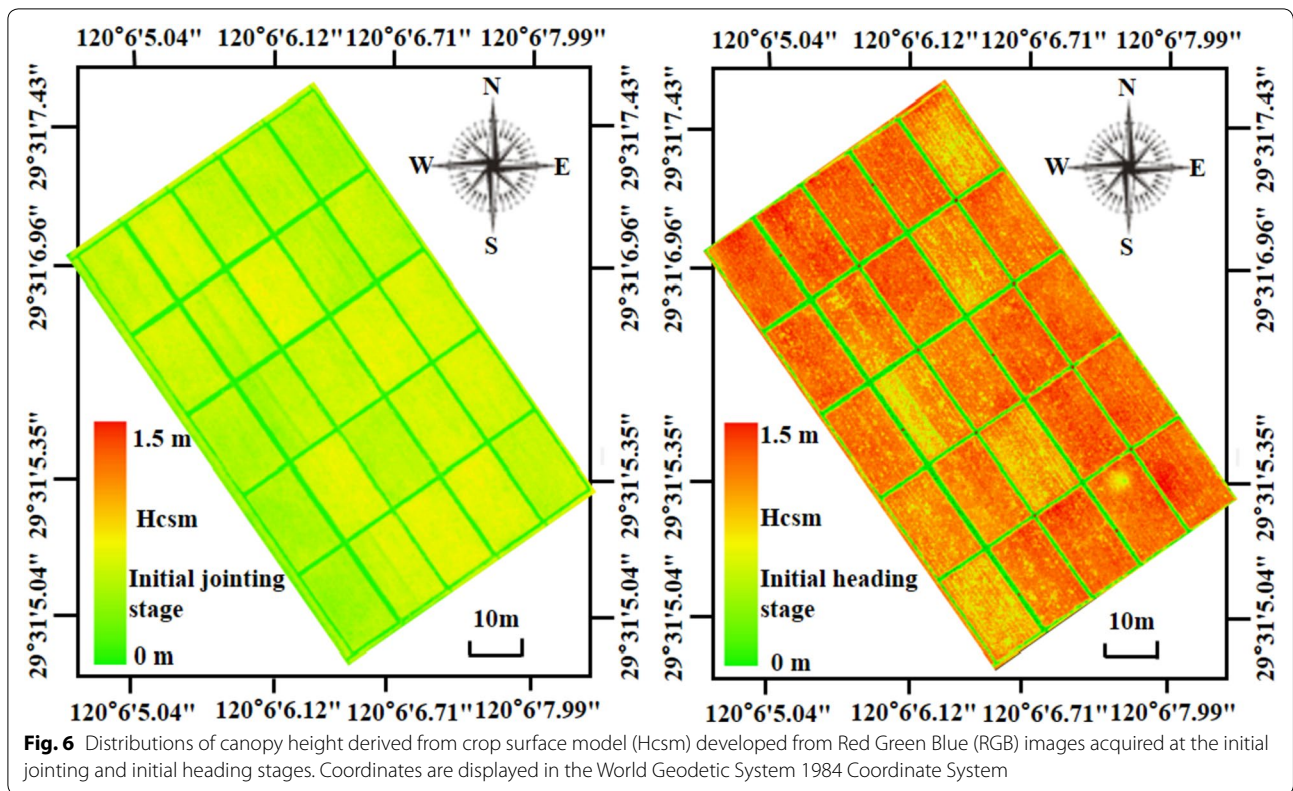 120°6'5.04" 120°6'6.12" 120°6'6.71" 120°6'7.99"
29°31'7.43"
29°31'6.96"
29°31'5.35"
29°31'5.04"
N
W E
S
1.5 m
Hcsm
Initial jointing
stage
0 m
10m
29°31'7.43"
29°31'6.96"
29°31'5.35"
29°31'5.04"
120°6'5.04" 120°6'6.12" 120°6'6.71" 120°6'7.99"
120°6'5.04" 120°6'6.12" 120°6'6.71" 120°6'7.99"
29°31'7.43"
29°31'6.96"
29°31'5.35"
29°31'5.04"
N
W E
S
1.5 m
Hcsm
Initial heading
stage
0 m
10m
29°31'7.43"
29°31'6.96"
29°31'5.35"
29°31'5.04"
120°6'5.04" 120°6'6.12" 120°6'6.71" 120°6'7.99"
Fig. 6 Distributions of canopy height derived from crop surface model (Hcsm) developed from Red Green Blue (RGB) images acquired at the initial
jointing and initial heading stages. Coordinates are displayed in the World Geodetic System 1984 Coordinate System